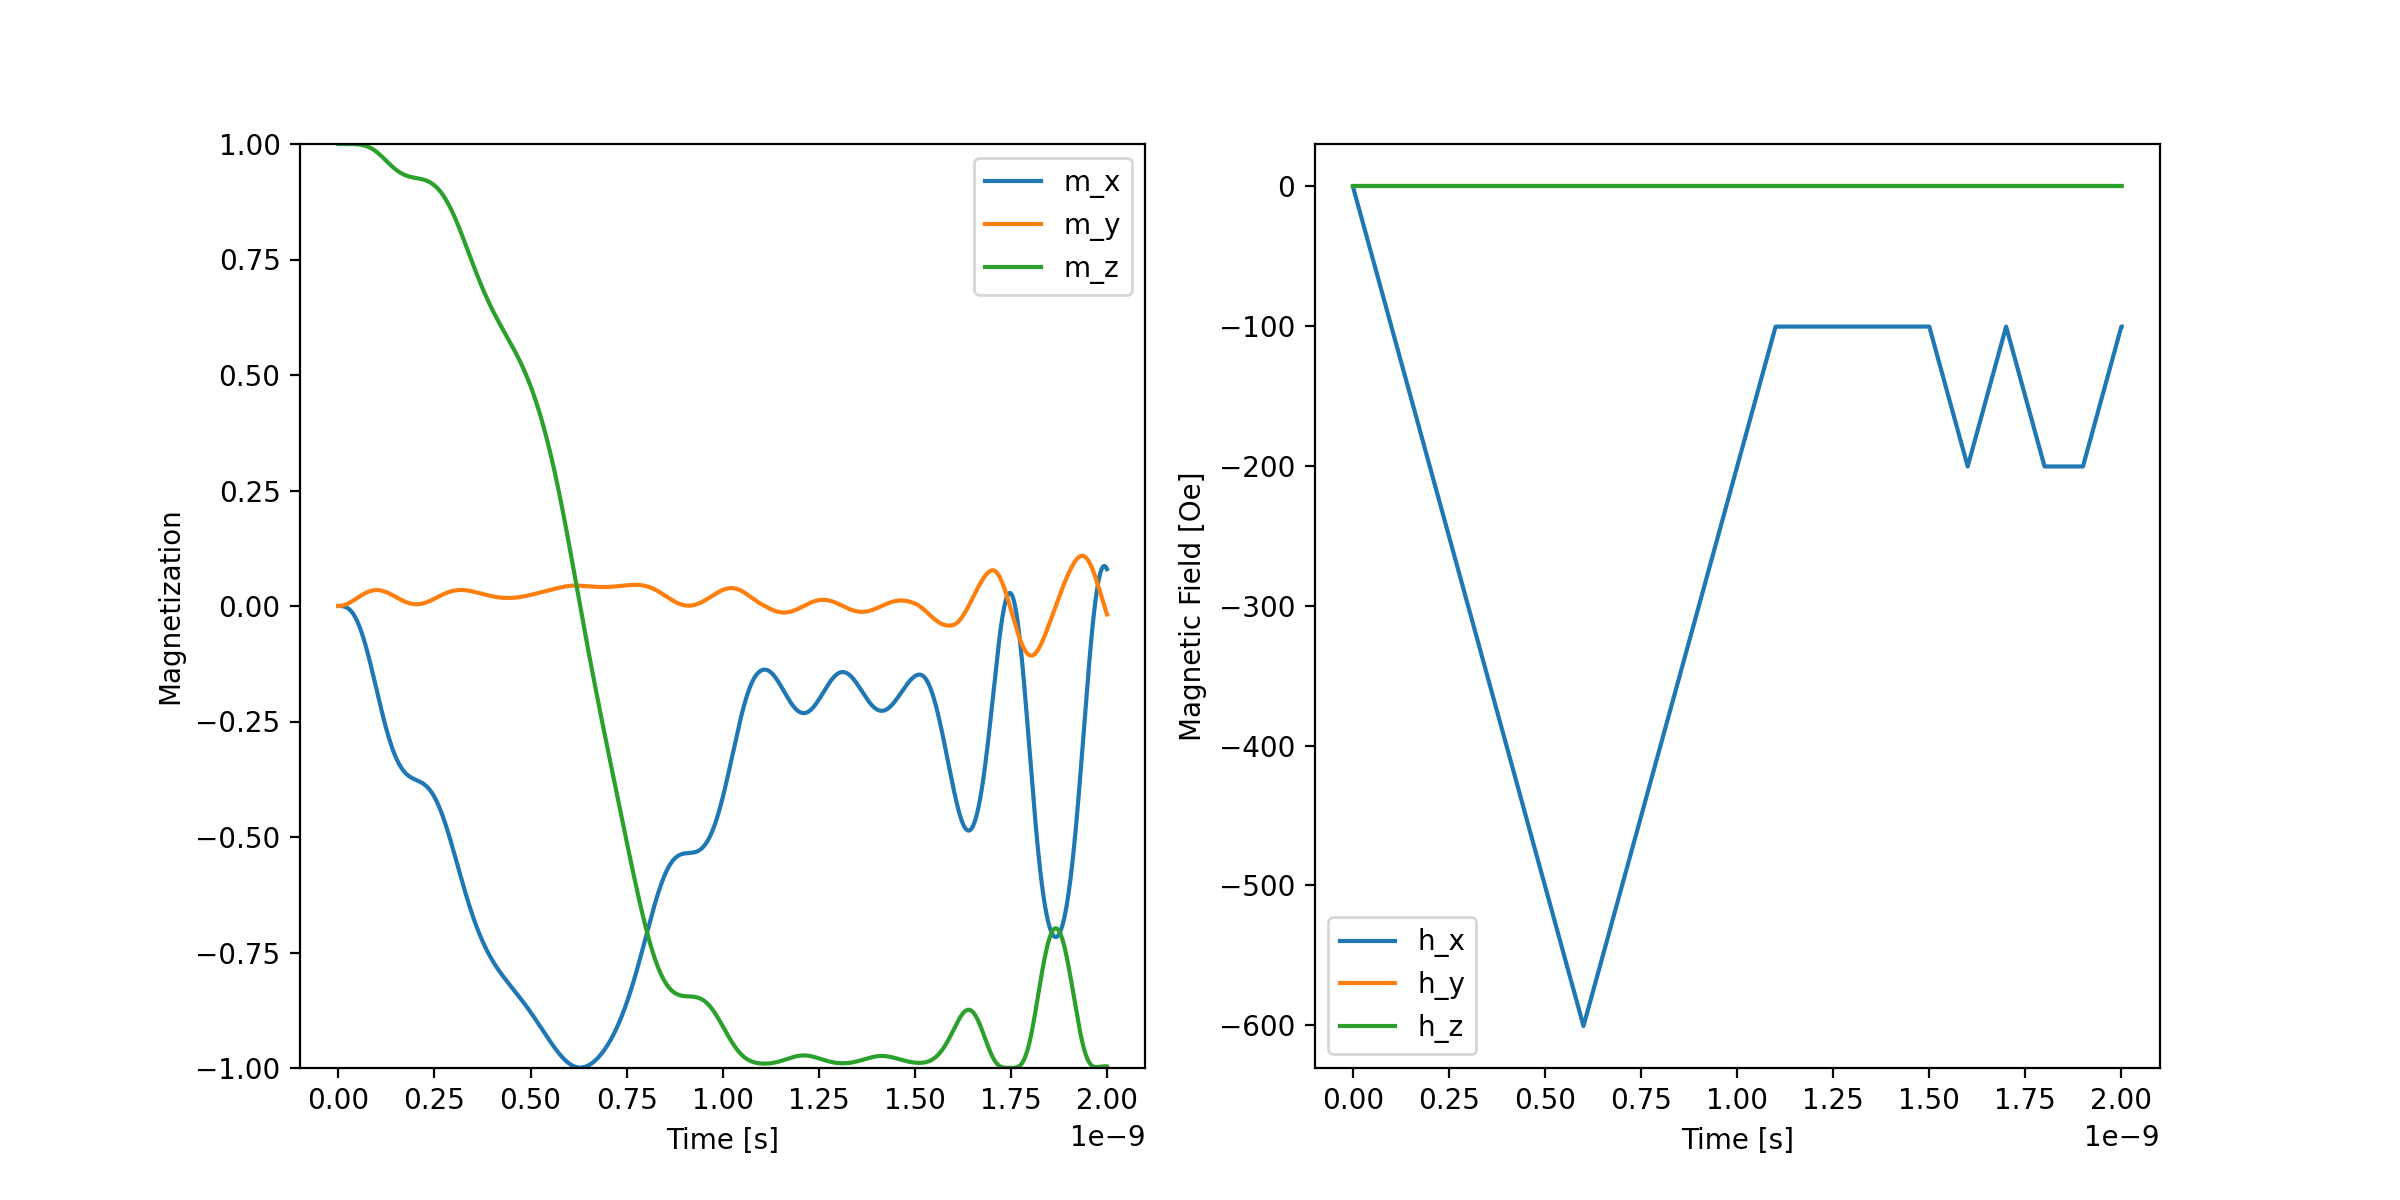 1.00
0.75
0.50
0.25
0.00
−0.25
−0.50
−0.75
−1.00
Magnetization
m_x
m_y
m_z
0.00 0.25 0.50 0.75 1.00 1.25 1.50 1.75 2.00
Time [s]
1e−9
0
−100
−200
−300
−400
−500
−600
Magnetic Field [Oe]
h_x
h_y
h_z
0.00 0.25 0.50 0.75 1.00 1.25 1.50 1.75 2.00
Time [s]
1e−9